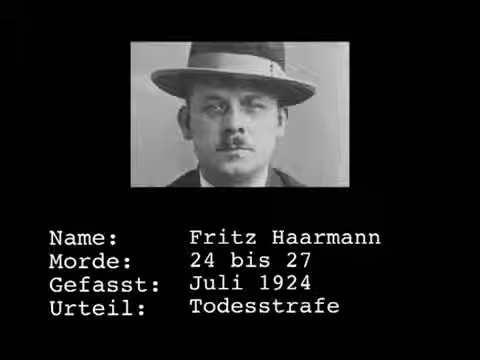 Name: Fritz Haarmann
Morde: 24 bis 27
Gefasst: Juli 1924
Urteil: Todesstrafe